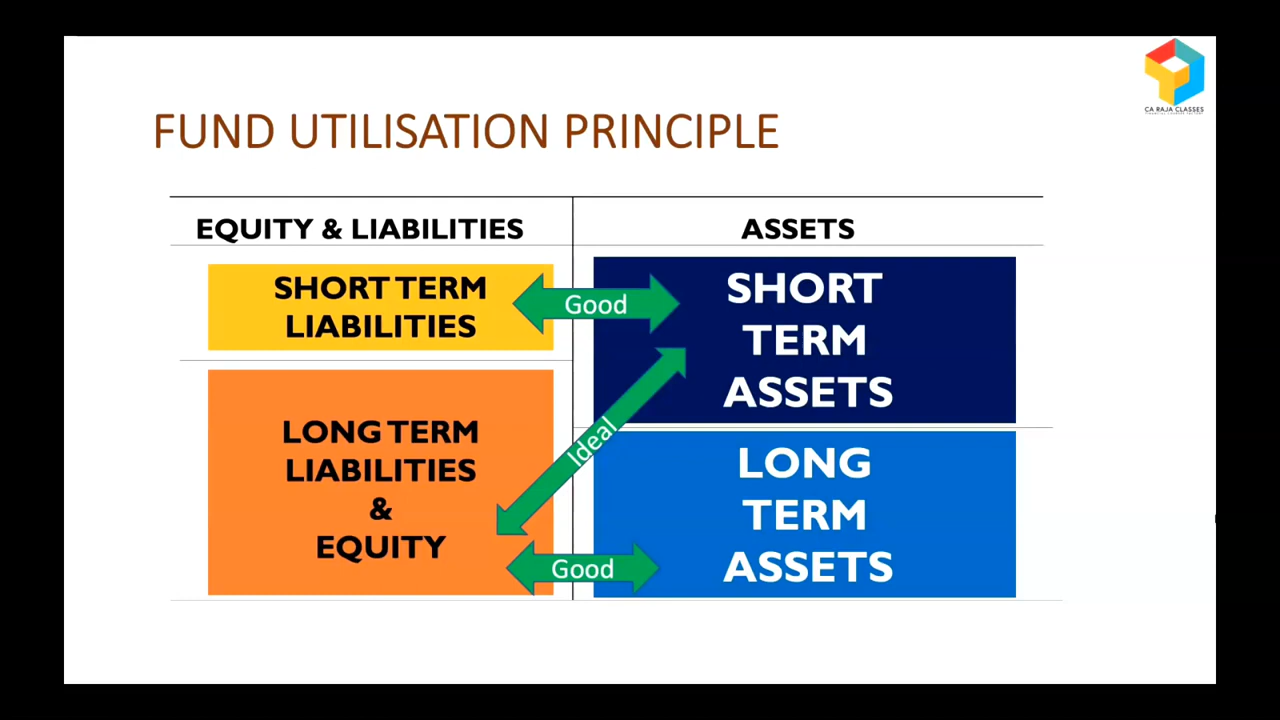 CA RAJA CLASSES
FUND UTILISATION PRINCIPLE
EQUITY & LIABILITIES
ASSETS
SHORT TERM
LIABILITIES
Good
SHORT
TERM
ASSETS
Ideal
LONG TERM
LIABILITIES
&
EQUITY
Good
LONG
TERM
ASSETS